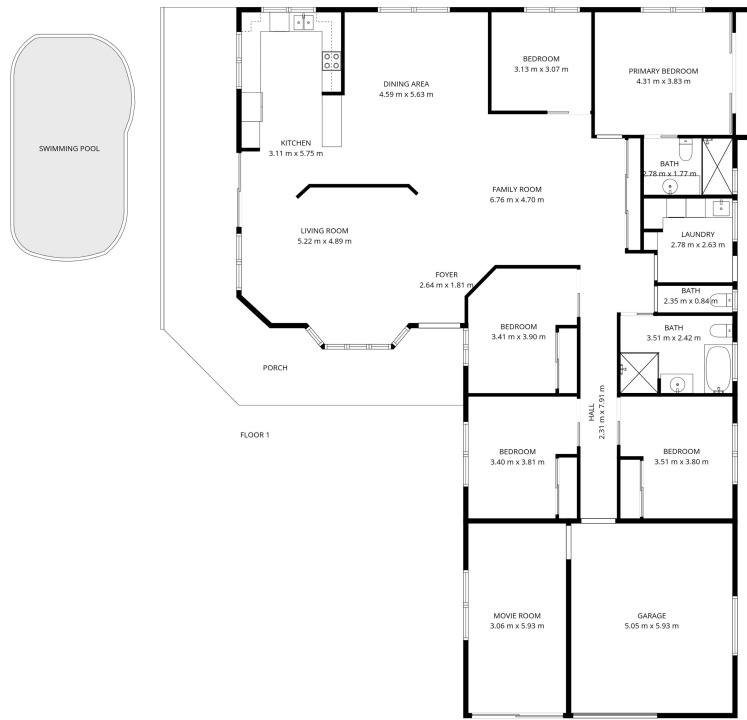 BEDROOM
3.13 m x 3.07 m
PRIMARY BEDROOM
4.31 m x 3.83 m
DINING AREA
4.59 m x 5.63 m
SWIMMING POOL
KITCHEN
3.11 m x 5.75 m
BATH
2.78 m x 1.77 m
FAMILY ROOM
6.76 m x 4.70 m
LIVING ROOM
5.22 m x 4.89 m
LAUNDRY
2.78 m x 2.63 m
FOYER
2.64 m x 1.81 m
BATH
2.35 m x 0.84 m
BEDROOM
3.41 m x 3.90 m
BATH
3.51 m x 2.42 m
PORCH
HALL
2.31 m x 7.91 m
FLOOR 1
BEDROOM
3.40 m x 3.81 m
BEDROOM
3.51 m x 3.80 m
MOVIE ROOM
3.06 m x 5.93 m
GARAGE
5.05 m x 5.93 m